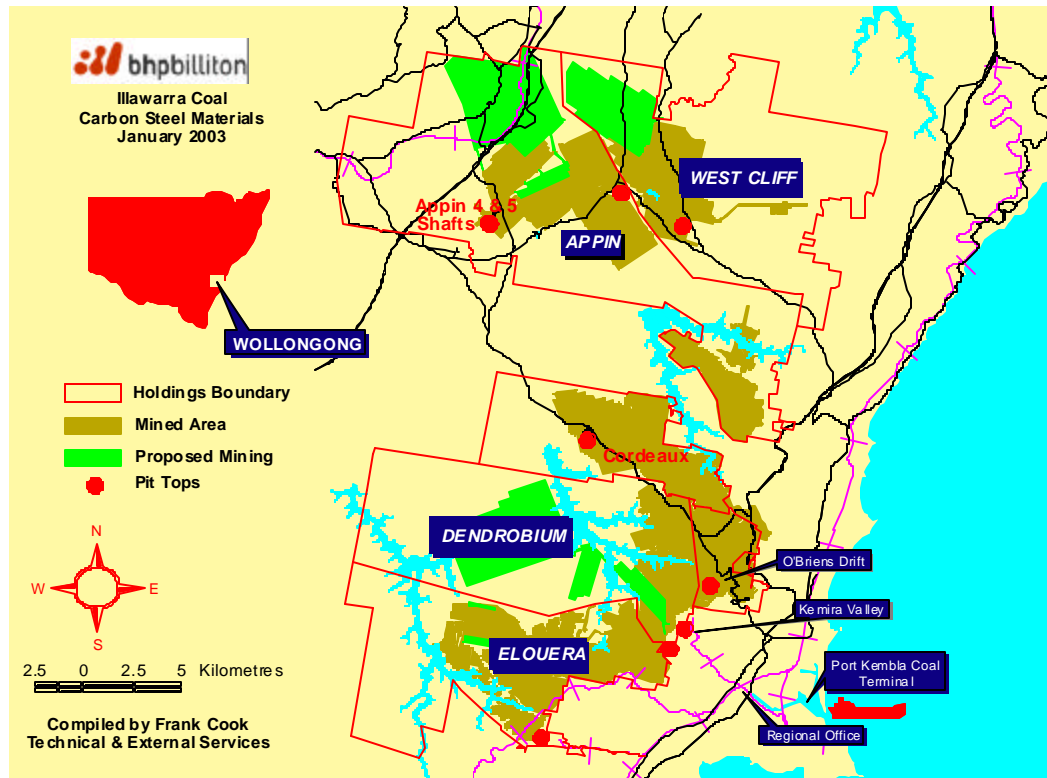 bhpbilliton
Illawarra Coal
Carbon Steel Materials
January 2003
WOLLONGONG
Holdings Boundary
Mined Area
Proposed Mining
Pit Tops
N
W
E
S
2.5 0 2.5 5 Kilometres
Compiled by Frank Cook
Technical & External Services
WEST CLIFF
Appin 4 & 5
Shafts
APPIN
Cordeaux
DENDROBIUM
O'Briens Drift
Kemira Valley
ELOUERA
Port Kembla Coal
Terminal
Regional Office